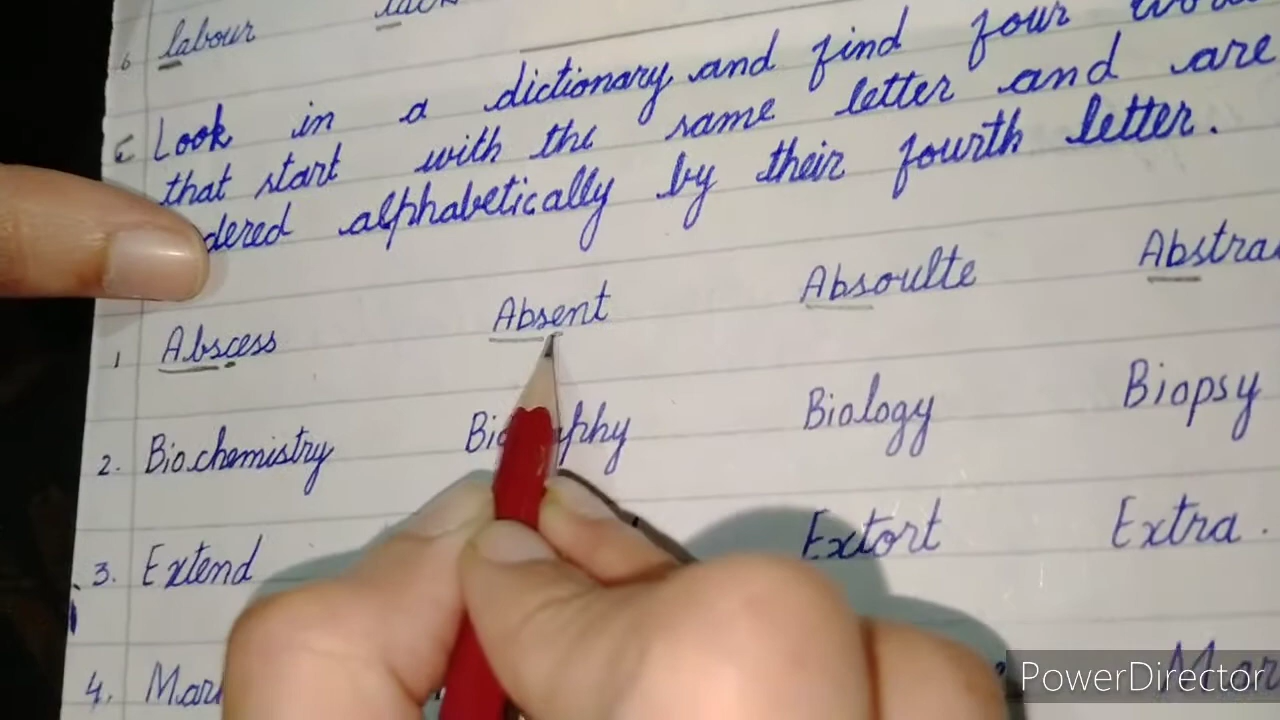 6 labour
c Look in a dictionary and find four
that start with the same letter and are
dered alphabetically by their fourth letter.
1 Abscess Absent Absoulte Abstra
2. Biochemistry Biology Biopsy
3. Extend Extort Extra.
4. Mar Mar
PowerDirector